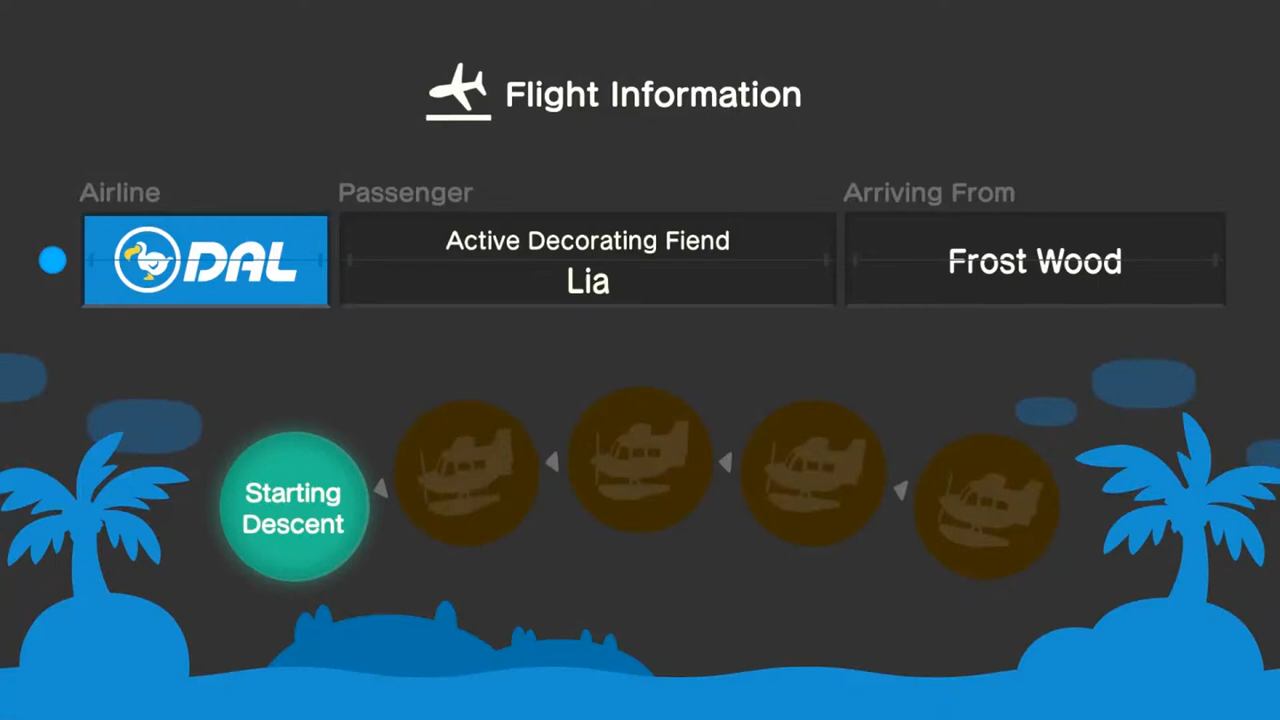 Flight Information
Airline
Passenger
Arriving From
DAL
Active Decorating Fiend
Lia
Frost Wood
Starting
Descent